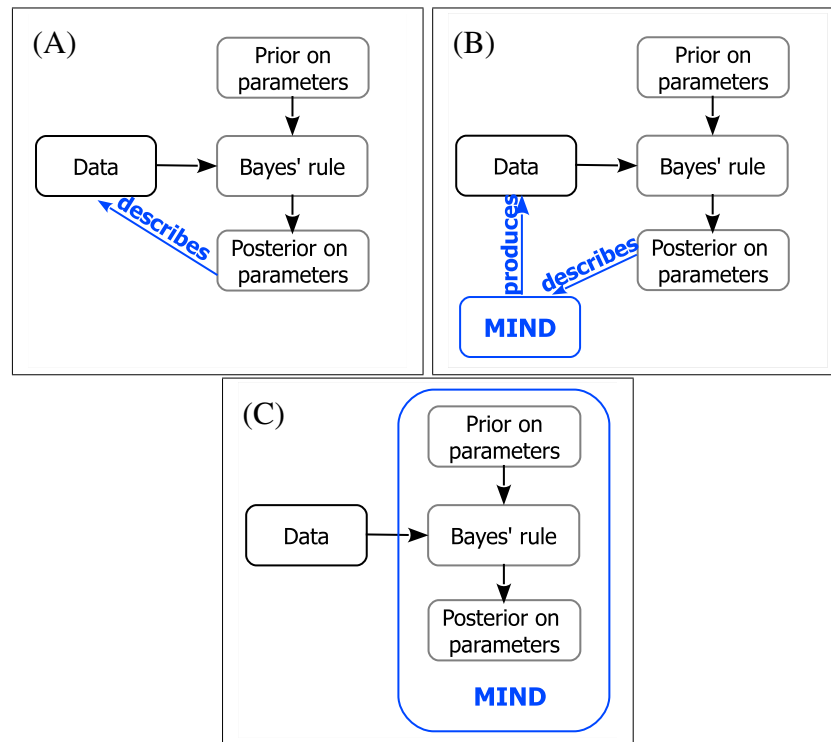 (A)
Prior on
parameters
Data
Bayes' rule
describes
Posterior on
parameters
(B)
Prior on
parameters
Data
Bayes' rule
produces
describes
Posterior on
parameters
MIND
(C)
Prior on
parameters
Data
Bayes' rule
Posterior on
parameters
MIND